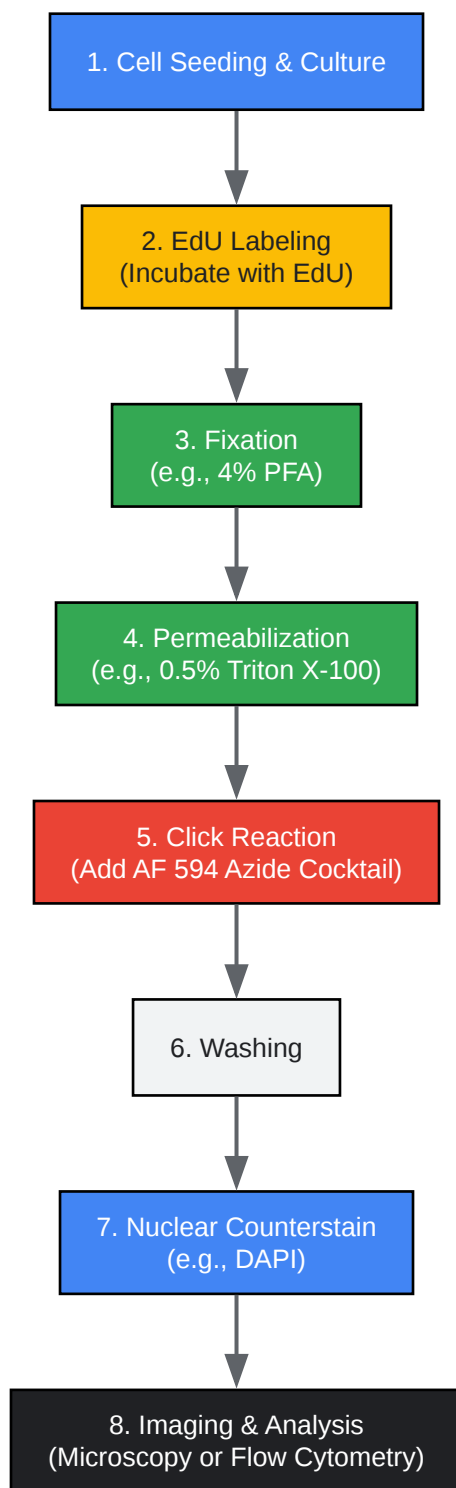 1. Cell Seeding & Culture
2. EdU Labeling
(Incubate with EdU)
3. Fixation
(e.g., 4% PFA)
4. Permeabilization
(e.g., 0.5% Triton X-100)
5. Click Reaction
(Add AF 594 Azide Cocktail)
6. Washing
7. Nuclear Counterstain
(e.g., DAPI)
8. Imaging & Analysis
(Microscopy or Flow Cytometry)